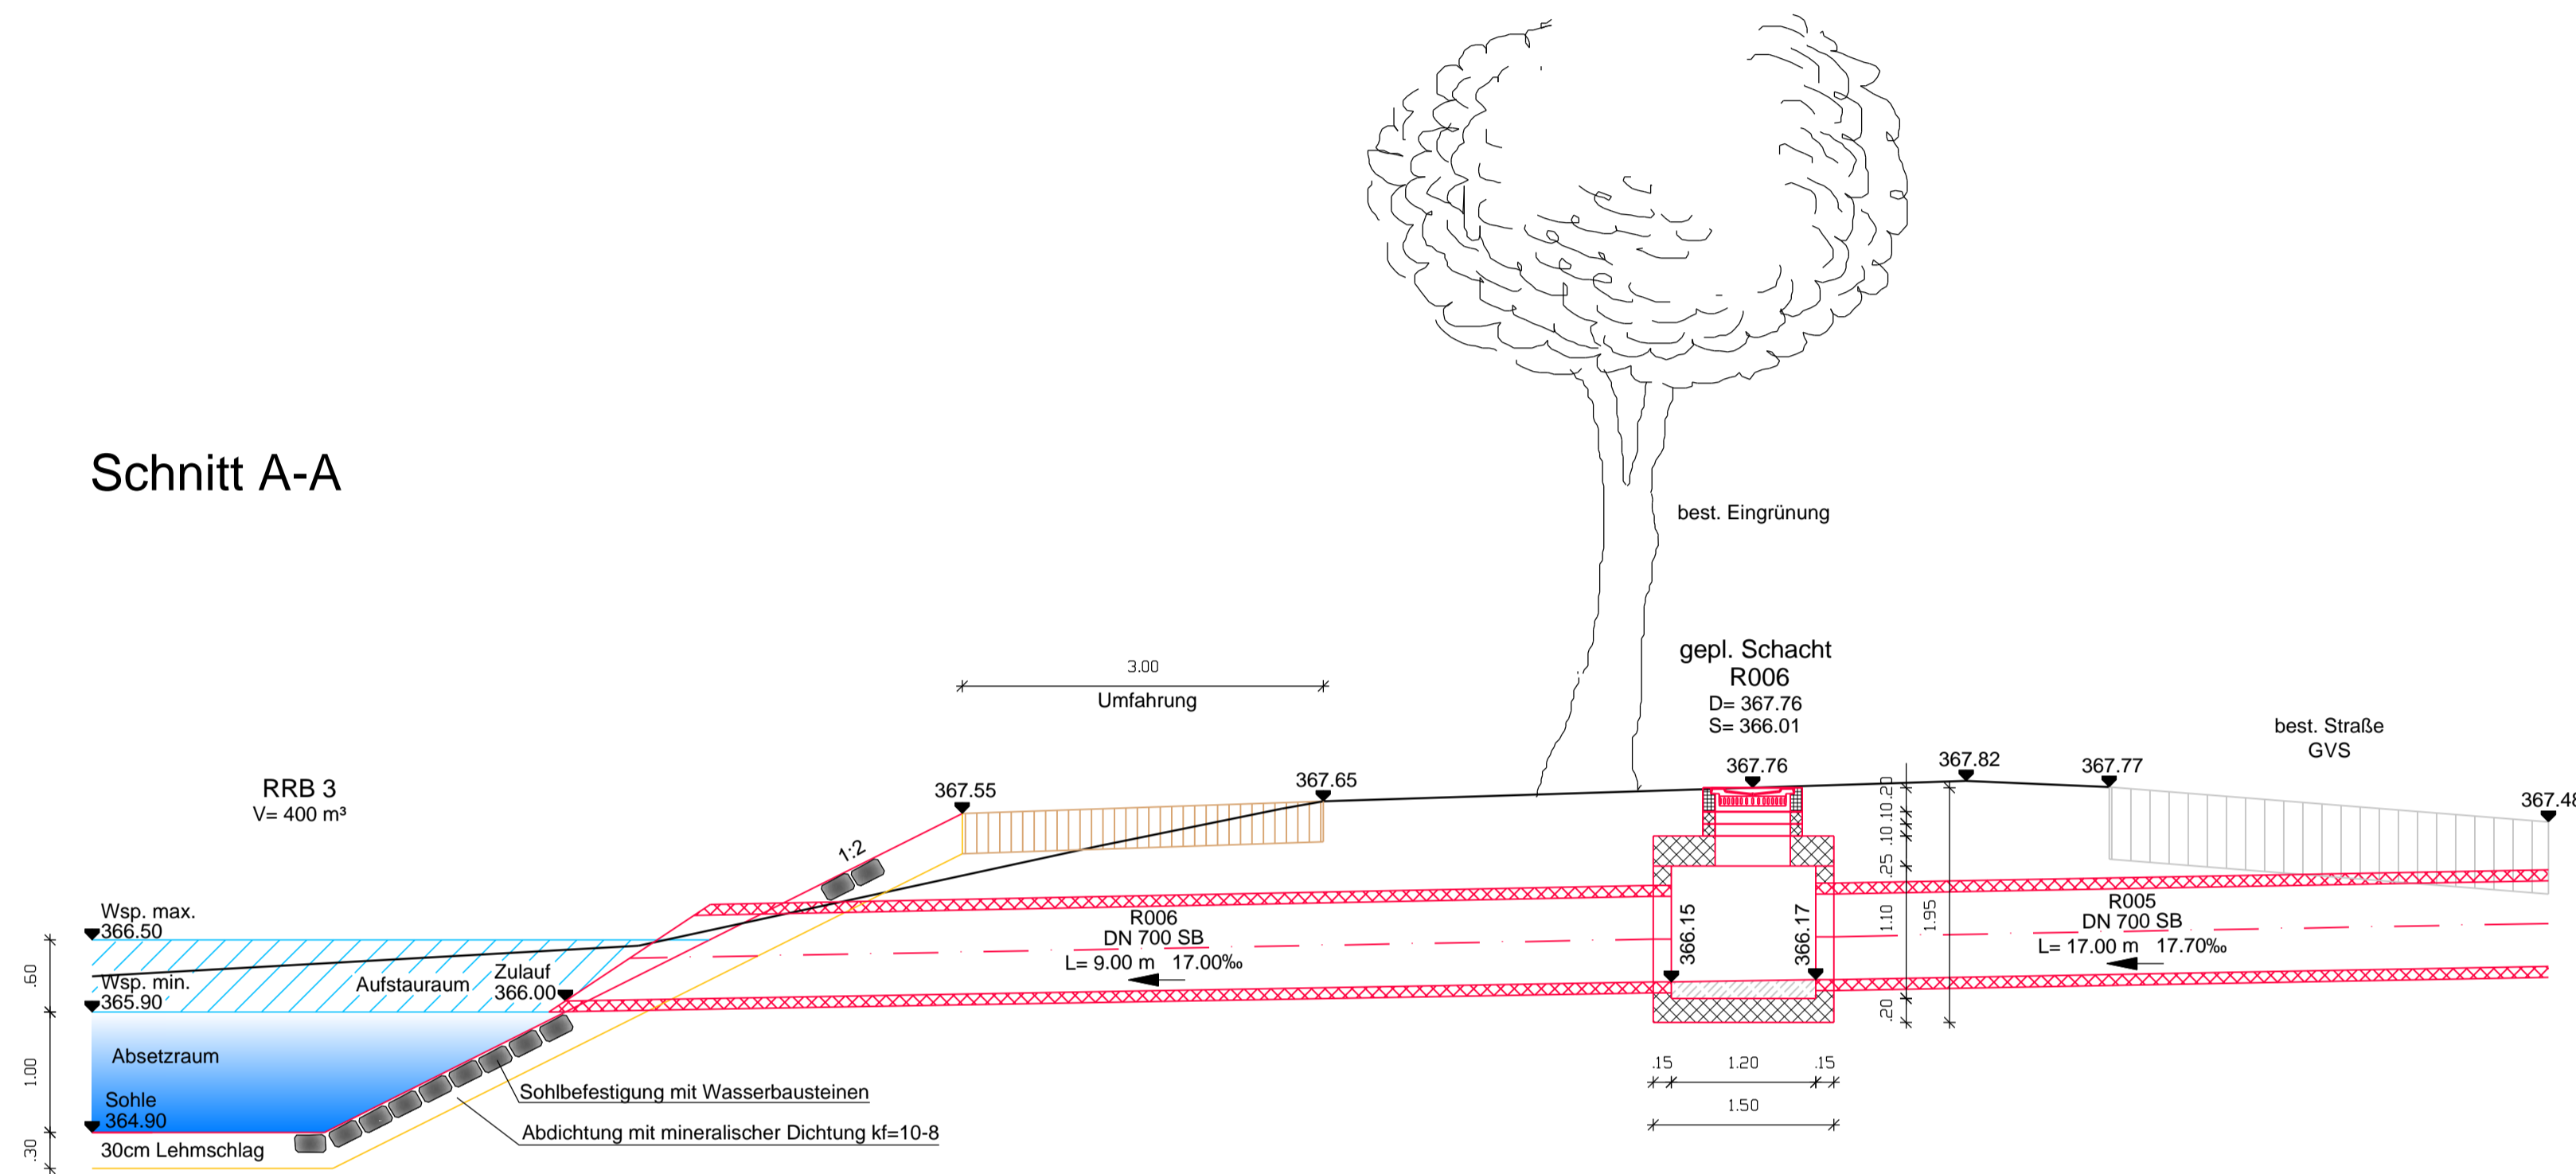 Schnitt A-A
best. Eingrünung
gepl. Schacht
R006
D= 367.76
S= 366.01
3.00
Umfahrung
best. Straße
GVS
RRB 3
V= 400 m³
367.55
367.65
367.76
367.82
367.77
367.48
1:2
.20
.10
.10
.25
1.10
1.95
.20
Wsp. max.
366.50
Wsp. min.
365.90
Aufstauraum
Zulauf
366.00
R006
DN 700 SB
L= 9.00 m 17.00‰
366.15
366.17
R005
DN 700 SB
L= 17.00 m 17.70‰
.60
1.00
.30
Absetzraum
Sohle
364.90
30cm Lehmschlag
Sohlbefestigung mit Wasserbausteinen
Abdichtung mit mineralischer Dichtung kf=10-8
.15
1.20
.15
1.50